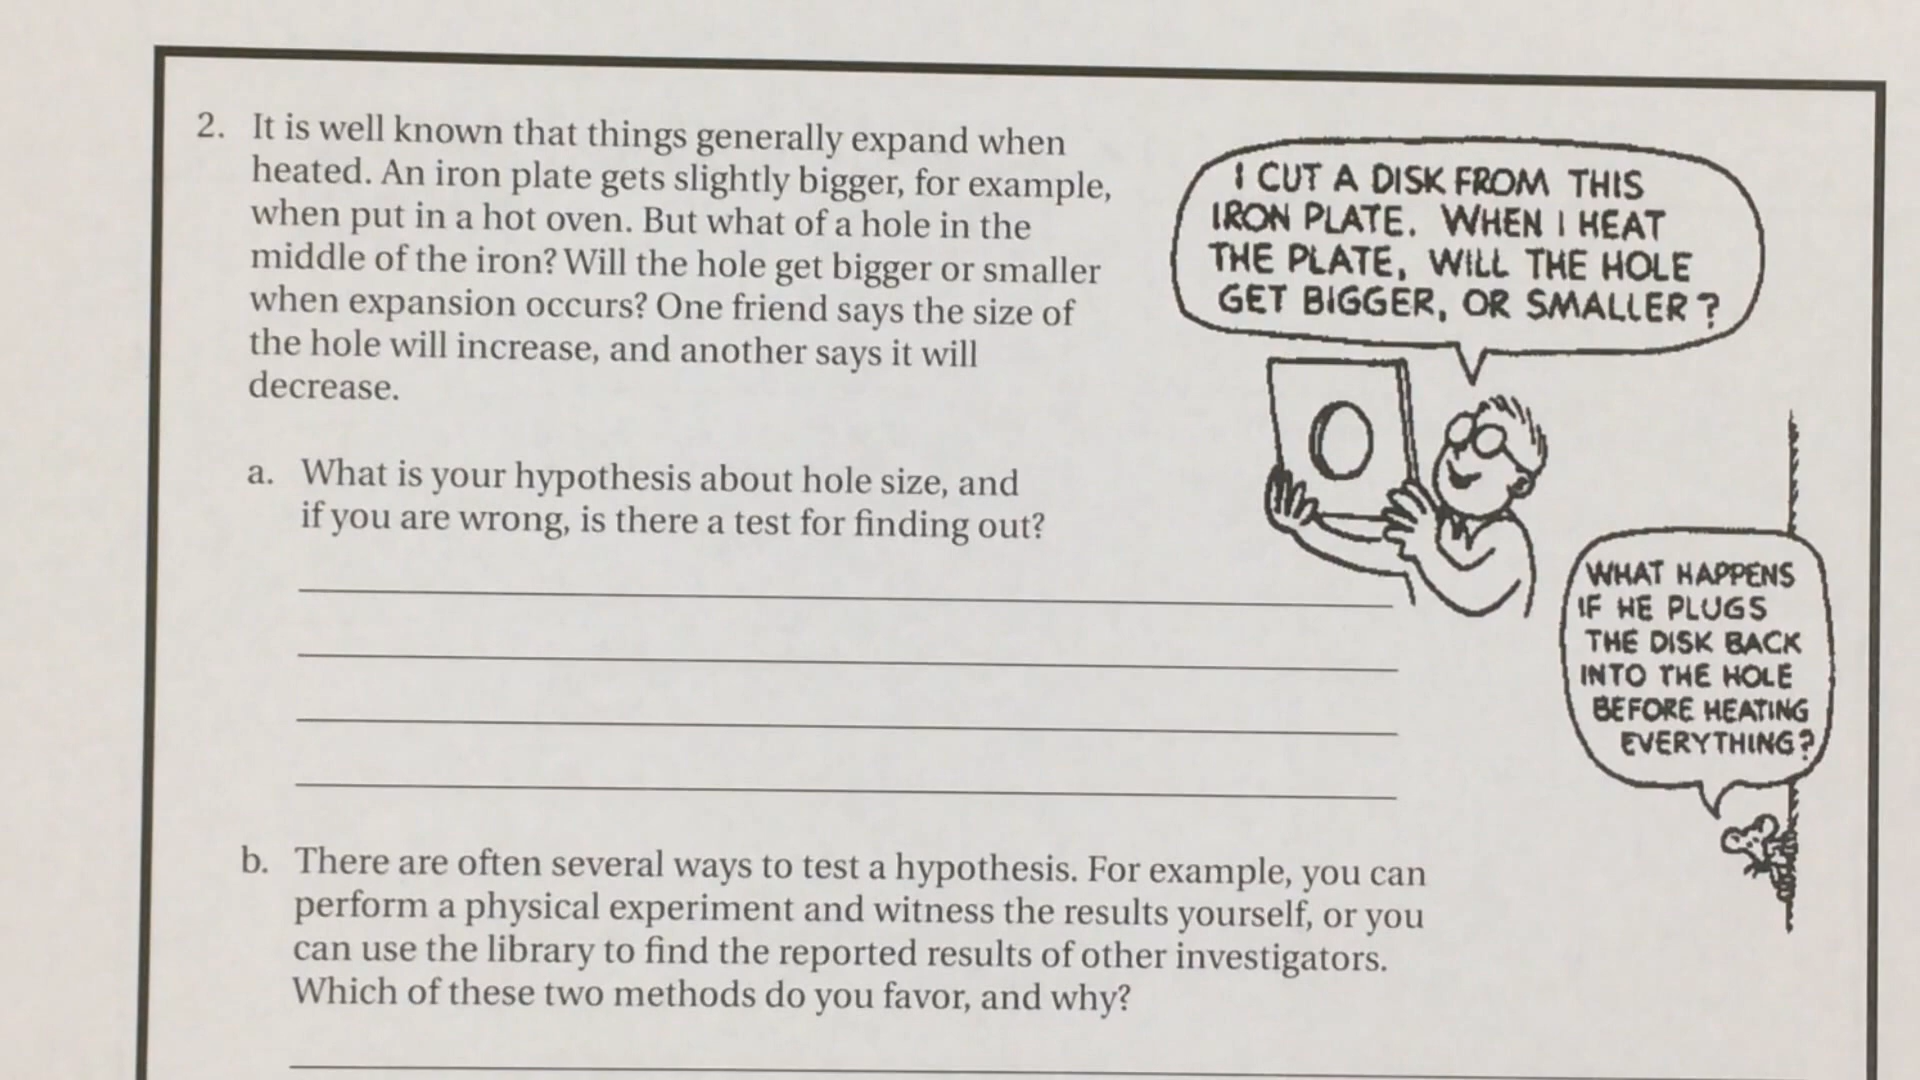 2. It is well known that things generally expand when
heated. An iron plate gets slightly bigger, for example,
when put in a hot oven. But what of a hole in the
middle of the iron? Will the hole get bigger or smaller
when expansion occurs? One friend says the size of
the hole will increase, and another says it will
decrease.
I CUT A DISK FROM THIS
IRON PLATE. WHEN I HEAT
THE PLATE, WILL THE HOLE
GET BIGGER, OR SMALLER?
a. What is your hypothesis about hole size, and
if you are wrong, is there a test for finding out?
WHAT HAPPENS
IF HE PLUGS
THE DISK BACK
INTO THE HOLE
BEFORE HEATING
EVERYTHING?
b. There are often several ways to test a hypothesis. For example, you can
perform a physical experiment and witness the results yourself, or you
can use the library to find the reported results of other investigators.
Which of these two methods do you favor, and why?